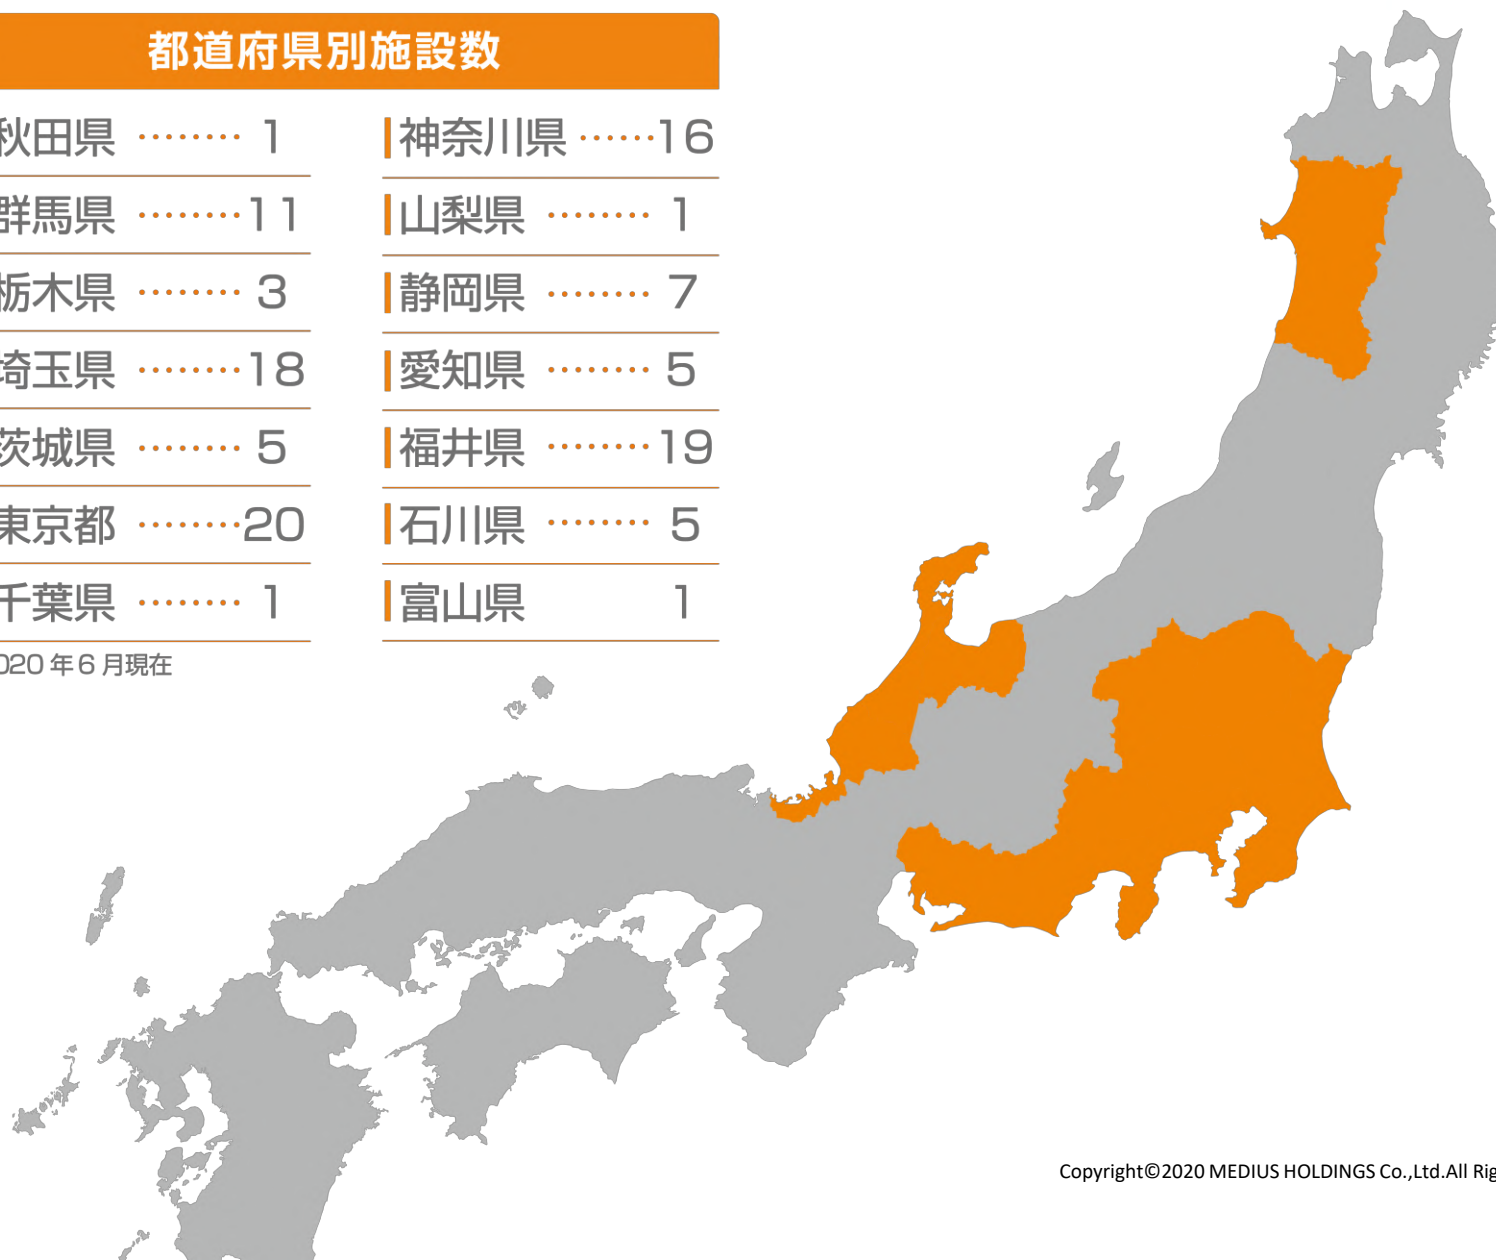 都道府県別施設数
秋田県 ········ 1
群馬県 ········ 11
栃木県 ········ 3
埼玉県 ········ 18
茨城県 ········ 5
東京都 ········ 20
千葉県 ········ 1
020年6月現在
神奈川県 ······ 16
山梨県 ········ 1
静岡県 ········ 7
愛知県 ········ 5
福井県 ········ 19
石川県 ········ 5
富山県 1
Copyright©2020 MEDIUS HOLDINGS Co.,Ltd.All Rig